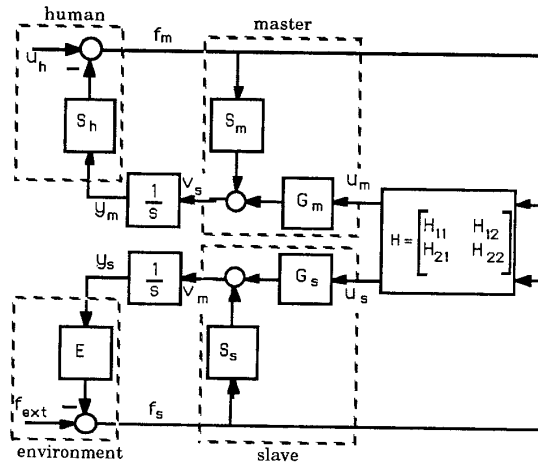 human
master
f_m
u_h
S_h
S_m
v_s
u_m
y_m
1/s
G_m
H = [H_11 H_12
H_21 H_22]
y_s
1/s
v_m
G_s
u_s
E
S_s
f_ext
f_s
environment
slave